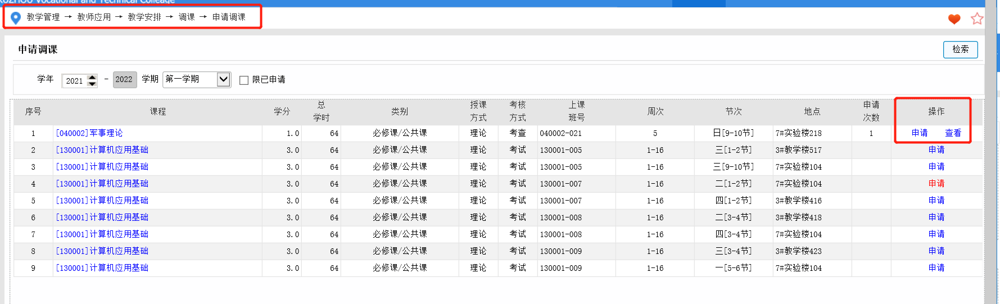 Vocational and Technical Colleage
教学管理 → 教师应用 → 教学安排 → 调课 → 申请调课
申请调课 检索
学年 2021 - 2022 学期 第一学期 限已申请
序号 课程 学分 总学时 类别 授课方式 考核方式 上课班号 周次 节次 地点 申请次数 操作
1 [040002]军事理论 1.0 64 必修课/公共课 理论 考查 040002-021 5 日[9-10节] 7#实验楼218 1 申请 查看
2 [130001]计算机应用基础 3.0 64 必修课/公共课 理论 考试 130001-005 1-16 三[1-2节] 3#教学楼517 申请
3 [130001]计算机应用基础 3.0 64 必修课/公共课 理论 考试 130001-005 1-16 三[9-10节] 7#实验楼104 申请
4 [130001]计算机应用基础 3.0 64 必修课/公共课 理论 考试 130001-007 1-16 二[1-2节] 7#实验楼104 申请
5 [130001]计算机应用基础 3.0 64 必修课/公共课 理论 考试 130001-007 1-16 四[1-2节] 3#教学楼416 申请
6 [130001]计算机应用基础 3.0 64 必修课/公共课 理论 考试 130001-008 1-16 二[3-4节] 3#教学楼418 申请
7 [130001]计算机应用基础 3.0 64 必修课/公共课 理论 考试 130001-008 1-16 四[3-4节] 7#实验楼104 申请
8 [130001]计算机应用基础 3.0 64 必修课/公共课 理论 考试 130001-009 1-16 三[3-4节] 3#教学楼423 申请
9 [130001]计算机应用基础 3.0 64 必修课/公共课 理论 考试 130001-009 1-16 一[5-6节] 7#实验楼104 申请